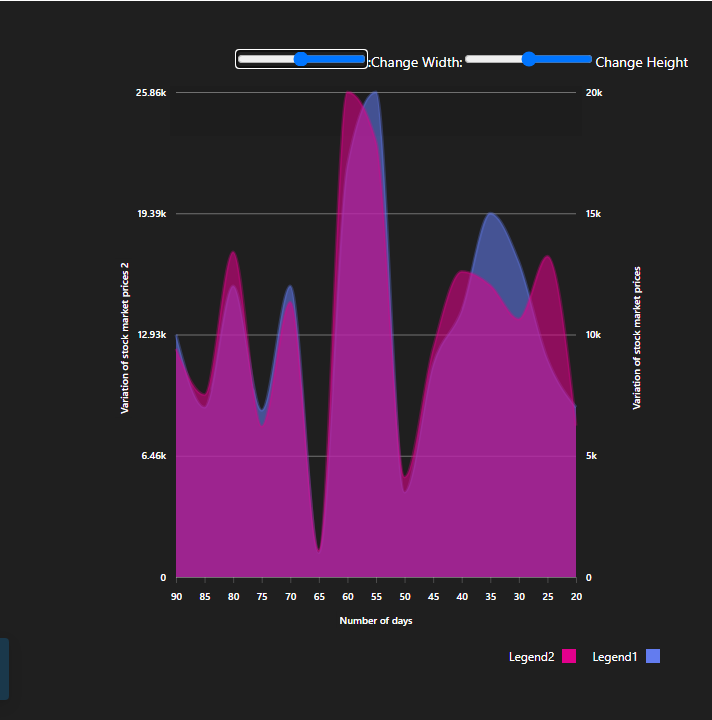 :Change Width: Change Height
25.86k 20k
19.39k 15k
12.93k 10k
6.46k 5k
0 0
Variation of stock market prices 2
Variation of stock market prices
90 85 80 75 70 65 60 55 50 45 40 35 30 25 20
Number of days
Legend2 Legend1